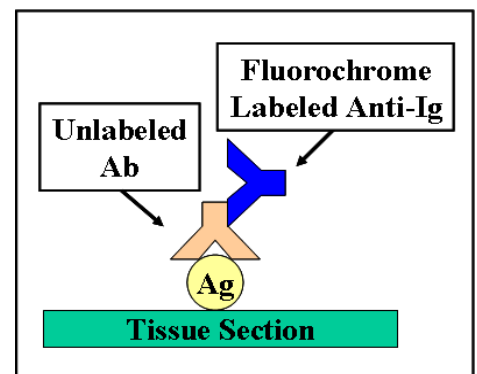 Fluorochrome
Labeled Anti-Ig
Unlabeled
Ab
Ag
Tissue Section